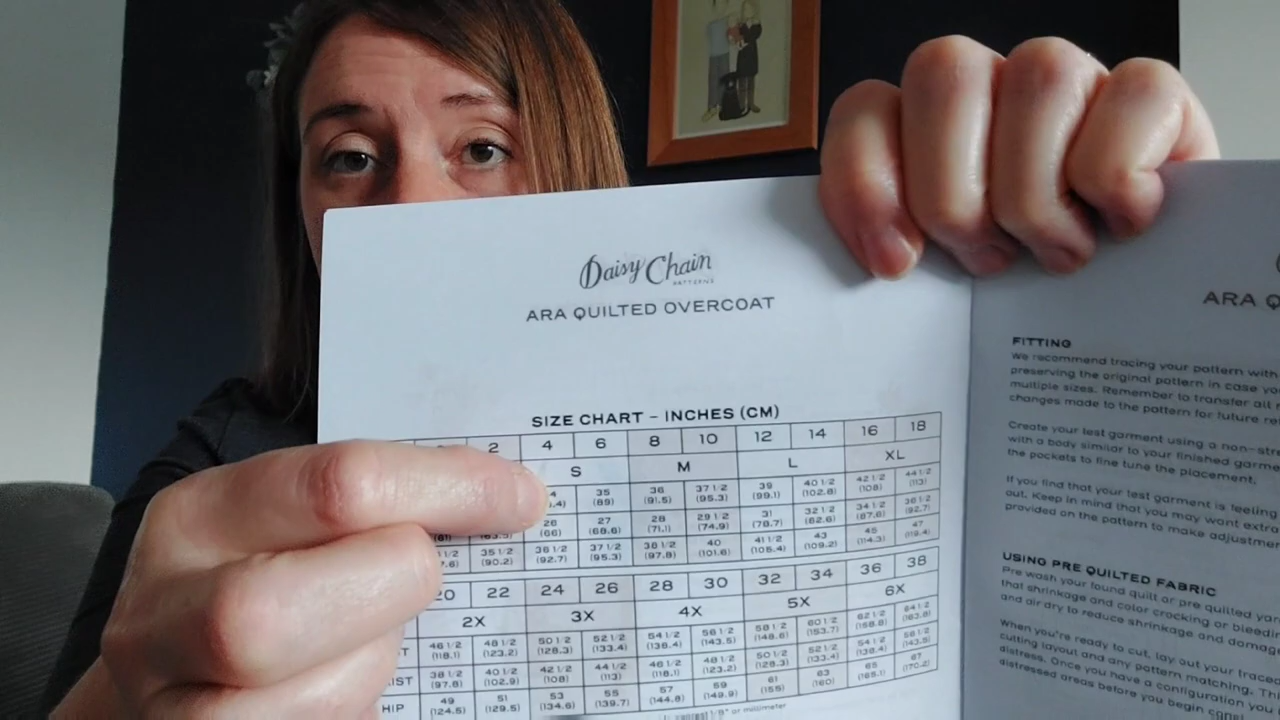 Daisy Chain
PATTERNS
ARA QUILTED OVERCOAT
SIZE CHART – INCHES (CM)
2 4 6 8 10 12 14 16 18
S M L XL
35 36 37 1/2 39 40 1/2 42 1/2 44 1/2
(89) (91.5) (95.3) (99.1) (102.8) (108) (113)
26 27 28 29 1/2 31 32 1/2 34 1/2 36 1/2
(61) (63.5) (66) (68.6) (71.1) (74.9) (78.7) (82.6) (87.6) (92.7)
1/2 35 1/2 36 1/2 37 1/2 38 1/2 40 41 1/2 43 45 47
(90.2) (92.7) (95.3) (97.8) (101.6) (105.4) (109.2) (114.3) (119.4)
20 22 24 26 28 30 32 34 36 38
2X 3X 4X 5X 6X
T 46 1/2 48 1/2 50 1/2 52 1/2 54 1/2 56 1/2 58 1/2 60 1/2 62 1/2 64 1/2
(118.1) (123.2) (128.3) (133.4) (138.4) (143.5) (148.6) (153.7) (158.8) (163.8)
IST 38 1/2 40 1/2 42 1/2 44 1/2 46 1/2 48 1/2 50 1/2 52 1/2 54 1/2 56 1/2
(97.8) (102.9) (108) (113) (118.1) (123.2) (128.3) (133.4) (138.4) (143.5)
HIP 49 51 53 55 57 59 61 63 65 67
(124.5) (129.5) (134.6) (139.7) (144.8) (149.9) (155) (160) (165.1) (170.2)
1/8" or millimeter
ARA Q
FITTING
We recommend tracing your pattern with
preserving the original pattern in case yo
multiple sizes. Remember to transfer all
changes made to the pattern for future re
Create your test garment using a non-stre
with a body similar to your finished garme
the pockets to fine tune the placement.
If you find that your test garment is feeling
out. Keep in mind that you may want extra
provided on the pattern to make adjustmer
USING PRE QUILTED FABRIC
Pre wash your found quilt or pre quilted yar
that shrinkage and color crocking or bleedin
and air dry to reduce shrinkage and damag
When you're ready to cut, lay out your trace
cutting layout and any pattern matching. Th
distress. Once you have a configuration you
distressed areas before you begin